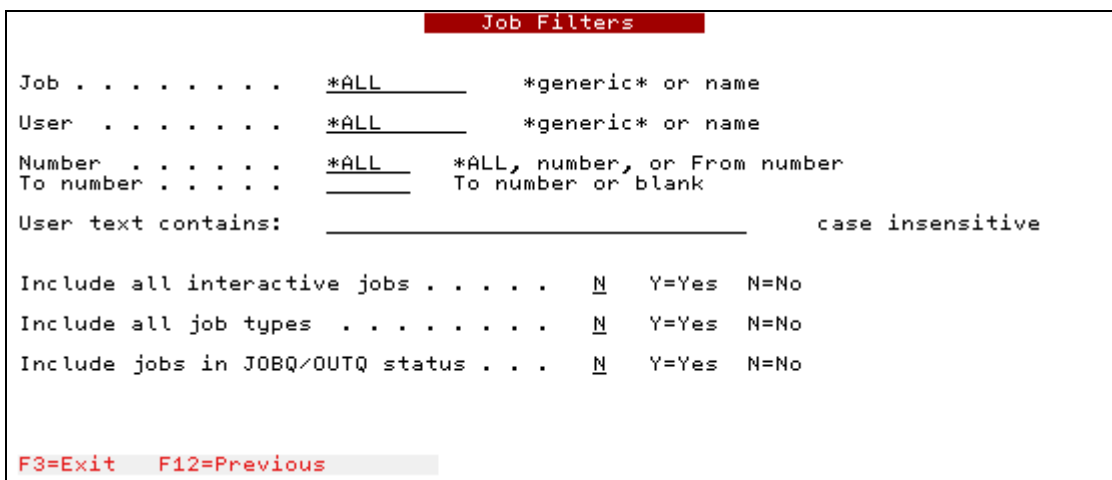 Job Filters
Job . . . . . . . . *ALL *generic* or name
User . . . . . . . *ALL *generic* or name
Number . . . . . . *ALL *ALL, number, or From number
To number . . . . . To number or blank
User text contains: case insensitive
Include all interactive jobs . . . . . N Y=Yes N=No
Include all job types . . . . . . . . N Y=Yes N=No
Include jobs in JOBQ/OUTQ status . . . N Y=Yes N=No
F3=Exit F12=Previous